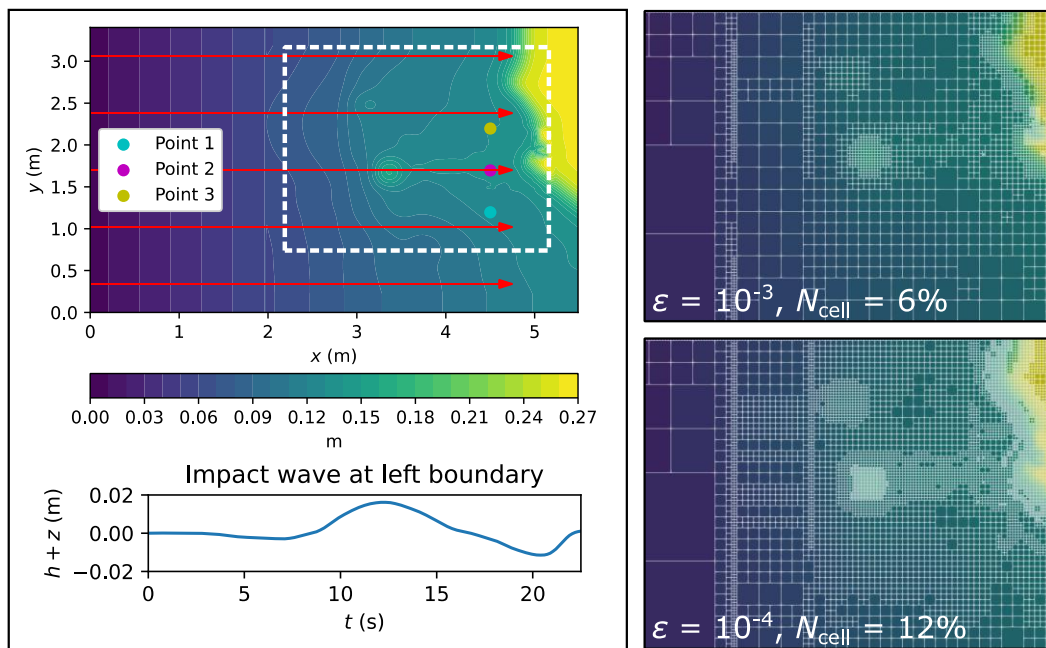 3.0
2.5
2.0
1.5
1.0
0.5
0.0
y (m)
Point 1
Point 2
Point 3
0 1 2 3 4 5
x (m)
0.00 0.03 0.06 0.09 0.12 0.15 0.18 0.21 0.24 0.27
m
Impact wave at left boundary
0.02
0.00
−0.02
h + z (m)
0 5 10 15 20
t (s)
ε = 10⁻³, N_cell = 6%
ε = 10⁻⁴, N_cell = 12%